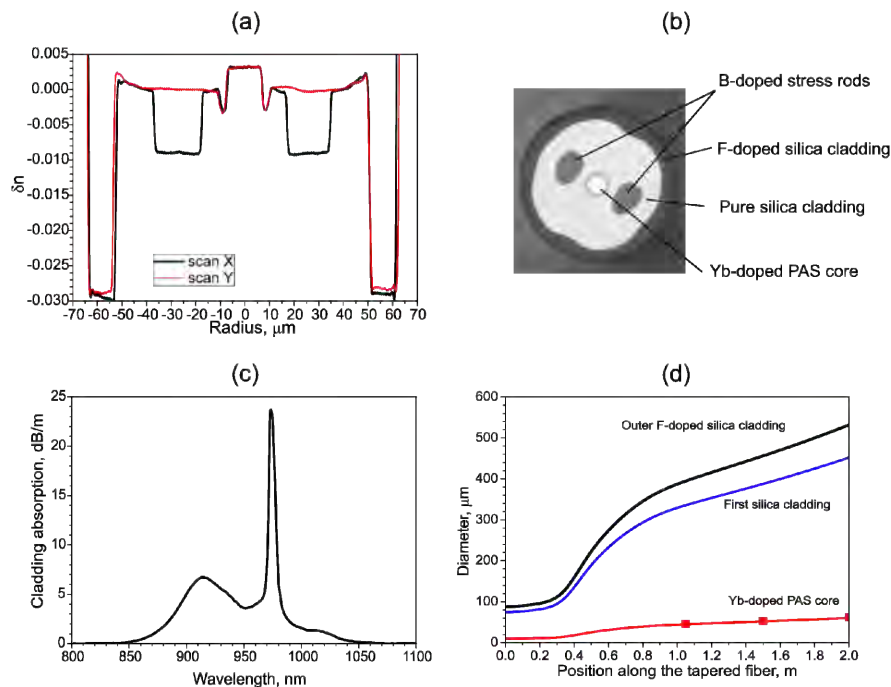 (a)
0.005
0.000
-0.005
-0.010
-0.015
-0.020
-0.025
-0.030
δn
scan X
scan Y
-70 -60 -50 -40 -30 -20 -10 0 10 20 30 40 50 60 70
Radius, μm
(b)
B-doped stress rods
F-doped silica cladding
Pure silica cladding
Yb-doped PAS core
(c)
25
20
15
10
5
0
Cladding absorption, dB/m
800 850 900 950 1000 1050 1100
Wavelength, nm
(d)
600
500
400
300
200
100
0
Diameter, μm
Outer F-doped silica cladding
First silica cladding
Yb-doped PAS core
0.0 0.2 0.4 0.6 0.8 1.0 1.2 1.4 1.6 1.8 2.0
Position along the tapered fiber, m